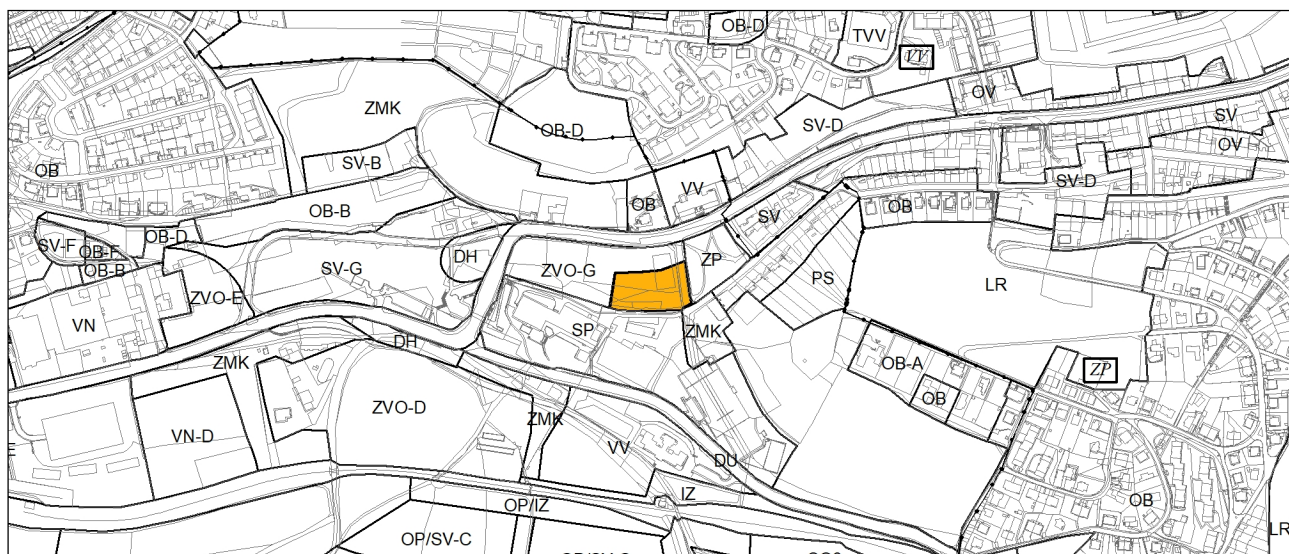 OB-D
TVV
VV
OV
ZMK
OB-D
SV-D
SV
OV
SV-B
OB
SV-D
VV
OB
OB
OB-B
SV
SV-F
OB-F
OB-D
OB-B
DH
ZP
SV-G
ZVO-G
ZVO-E
PS
LR
VN
SP
ZMK
DH
ZMK
OB-A
ZP
ZVO-D
OB
ZMK
VN-D
VV
E
DU
IZ
OB
OP/IZ
LR
OP/SV-C